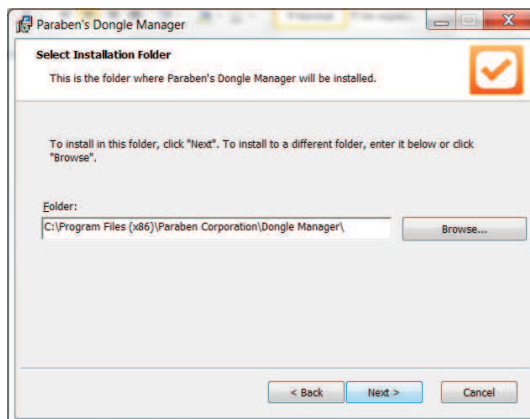 Paraben's Dongle Manager
Select Installation Folder
This is the folder where Paraben's Dongle Manager will be installed.
To install in this folder, click "Next". To install to a different folder, enter it below or click
"Browse".
Folder:
C:\Program Files (x86)\Paraben Corporation\Dongle Manager\
Browse...
< Back
Next >
Cancel